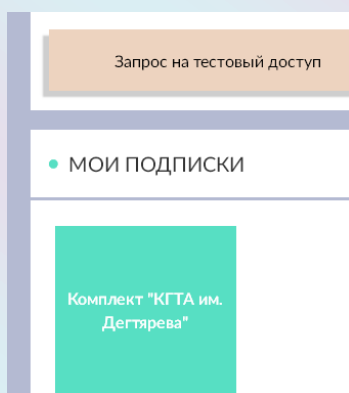 Запрос на тестовый доступ
МОИ ПОДПИСКИ
Комплект "КГТА им.
Дегтярева"